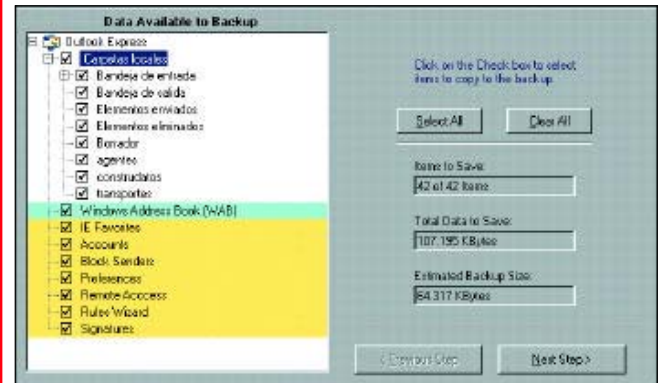 Data Available to Backup
Outlook Express
Carpetas locales
Bandeja de entrada
Bandeja de salida
Elementos enviados
Elementos eliminados
Borrador
agentes
construdatos
transportes
Windows Address Book (WAB)
IE Favorites
Accounts
Block Senders
Preferences
Remote Acccess
Rules Wizard
Signatures
Click on the Check box to select
items to copy to the backup.
Select All
Clear All
Items to Save:
42 of 42 Items
Total Data to Save:
107.195 KBytes
Estimated Backup Size:
64.317 KBytes
< Previous Step
Next Step >